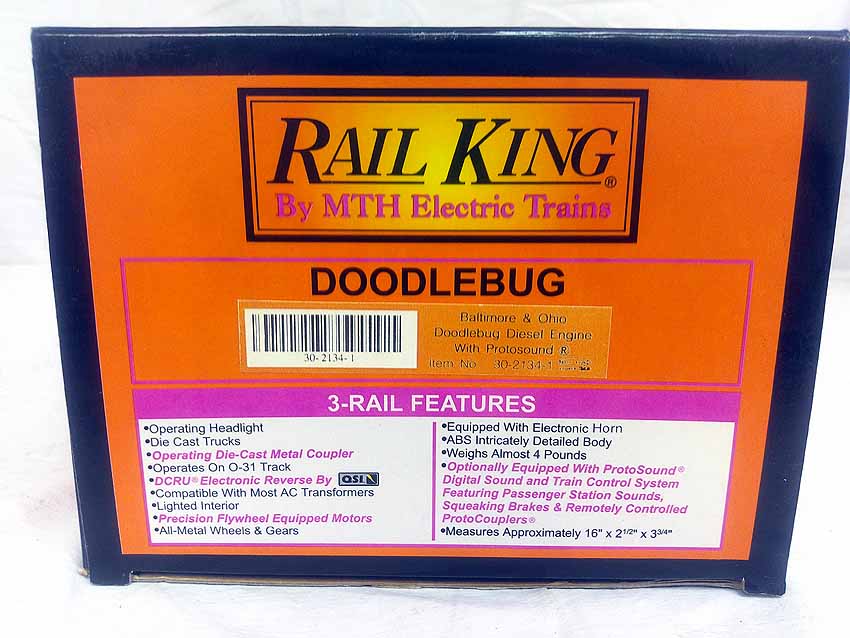 RAIL KING®
By MTH Electric Trains
DOODLEBUG
Baltimore & Ohio
Doodlebug Diesel Engine
With Protosound ®
30-2134-1
Item No. 30-2134-1
3-RAIL FEATURES
•Operating Headlight
•Die Cast Trucks
•Operating Die-Cast Metal Coupler
•Operates On O-31 Track
•DCRU® Electronic Reverse By QSI
•Compatible With Most AC Transformers
•Lighted Interior
•Precision Flywheel Equipped Motors
•All-Metal Wheels & Gears
•Equipped With Electronic Horn
•ABS Intricately Detailed Body
•Weighs Almost 4 Pounds
•Optionally Equipped With ProtoSound®
Digital Sound and Train Control System
Featuring Passenger Station Sounds,
Squeaking Brakes & Remotely Controlled
ProtoCouplers®
•Measures Approximately 16" x 2 1/2" x 3 3/4"